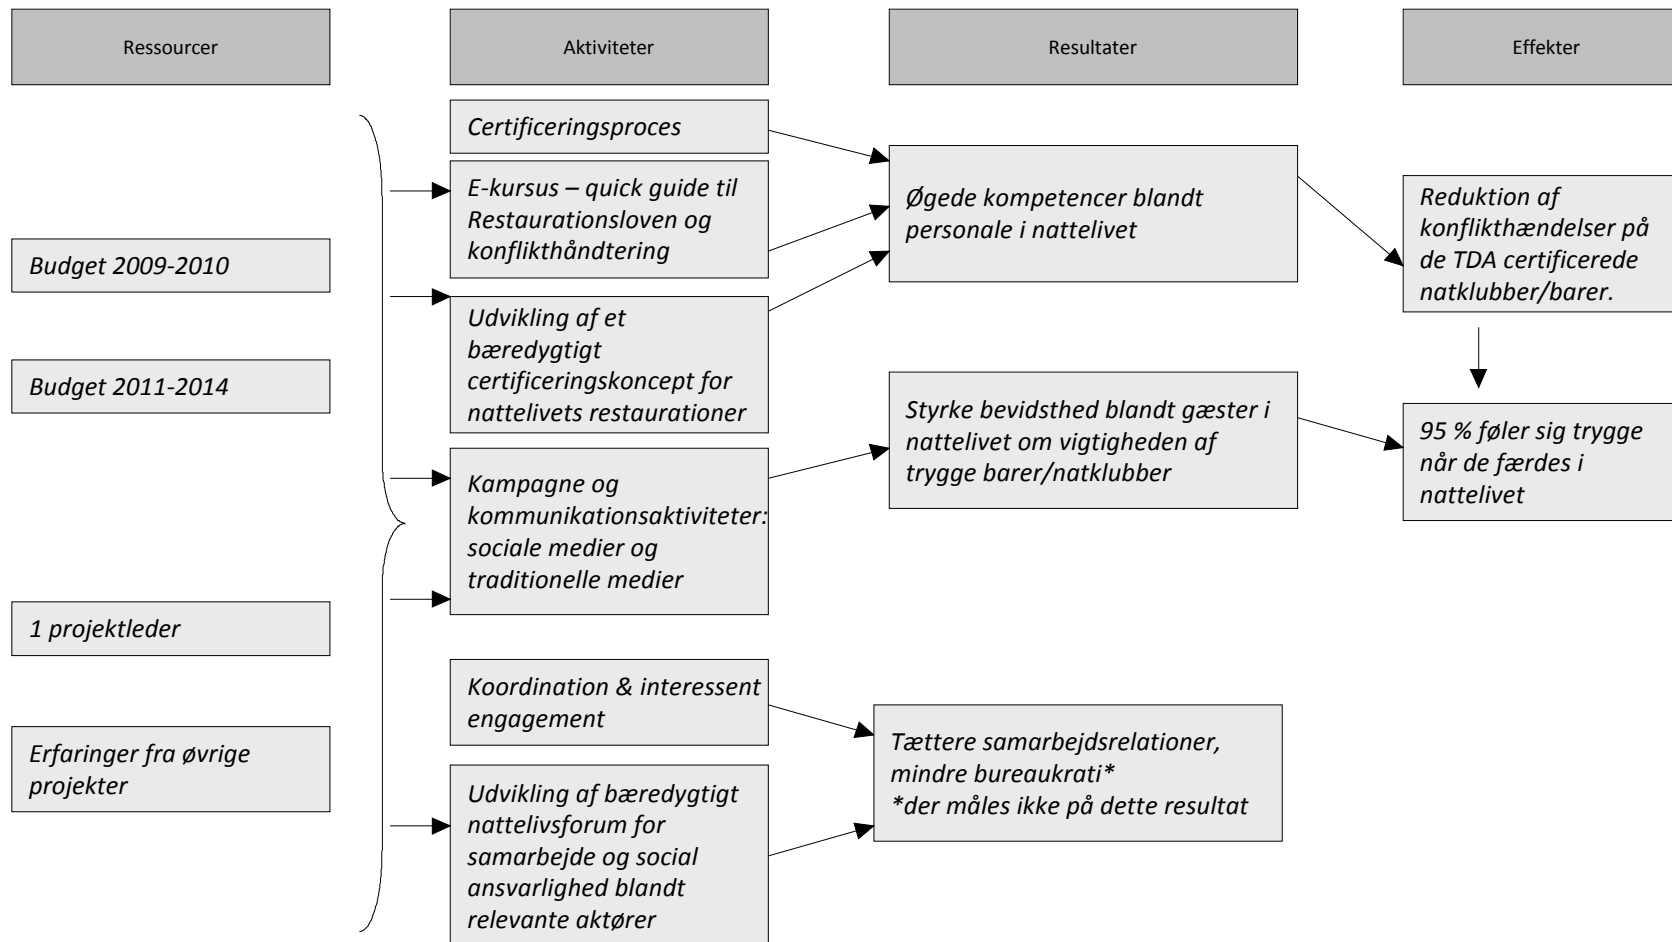 Ressourcer
Aktiviteter
Resultater
Effekter
Budget 2009-2010
Budget 2011-2014
1 projektleder
Erfaringer fra øvrige
projekter
Certificeringsproces
E-kursus – quick guide til
Restaurationsloven og
konflikthåndtering
Udvikling af et
bæredygtigt
certificeringskoncept for
nattelivets restaurationer
Kampagne og
kommunikationsaktiviteter:
sociale medier og
traditionelle medier
Koordination & interessent
engagement
Udvikling af bæredygtigt
nattelivsforum for
samarbejde og social
ansvarlighed blandt
relevante aktører
Øgede kompetencer blandt
personale i nattelivet
Styrke bevidsthed blandt gæster i
nattelivet om vigtigheden af
trygge barer/natklubber
Tættere samarbejdsrelationer,
mindre bureaukrati*
*der måles ikke på dette resultat
Reduktion af
konflikthændelser på
de TDA certificerede
natklubber/barer.
95 % føler sig trygge
når de færdes i
nattelivet